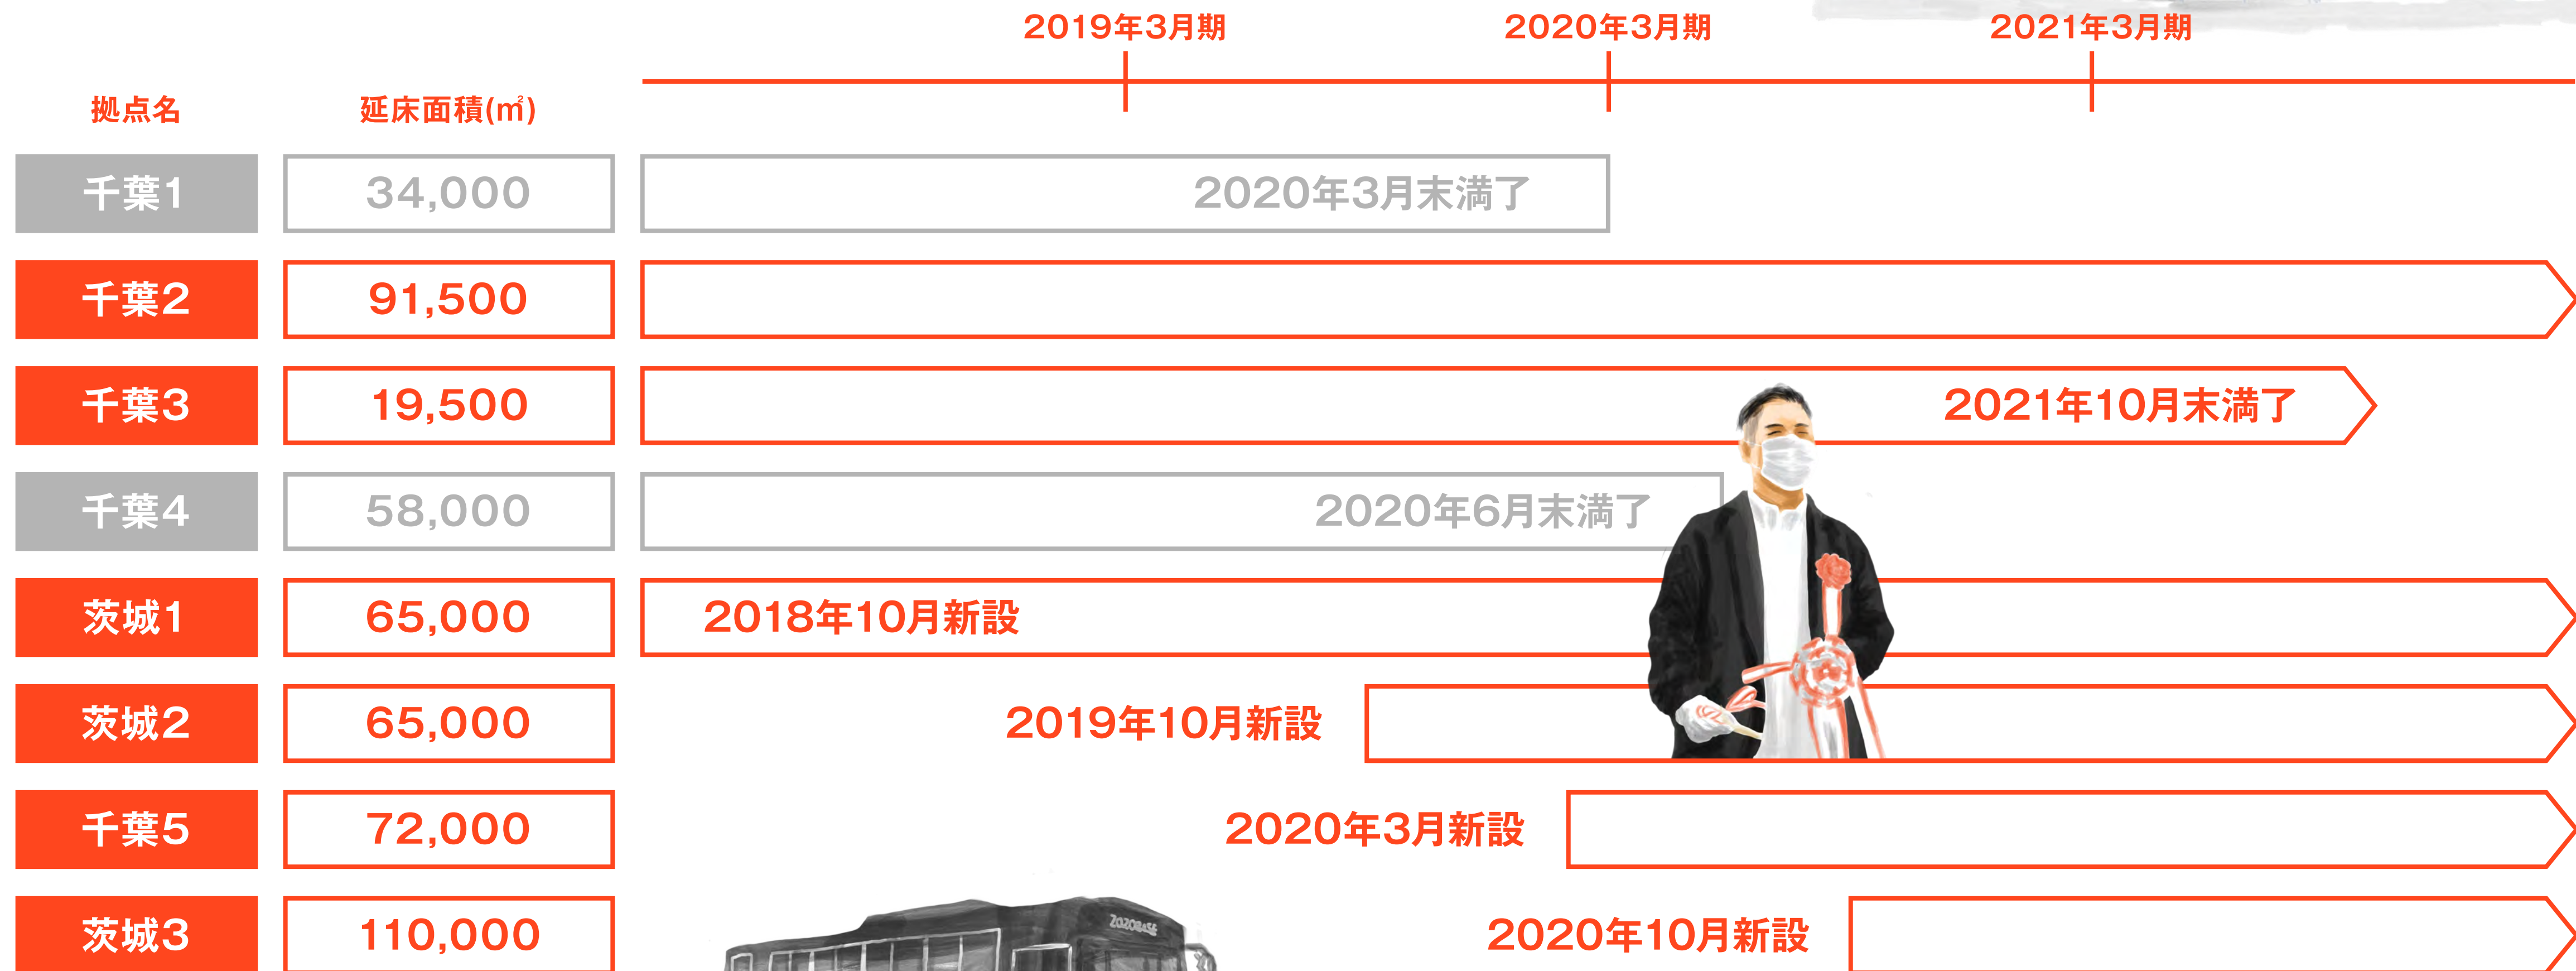 2019年3月期 2020年3月期 2021年3月期
拠点名 延床面積(㎡)
千葉1 34,000 2020年3月末満了
千葉2 91,500
千葉3 19,500 2021年10月末満了
千葉4 58,000 2020年6月末満了
茨城1 65,000 2018年10月新設
茨城2 65,000 2019年10月新設
千葉5 72,000 2020年3月新設
茨城3 110,000 2020年10月新設
ZOZOBASE